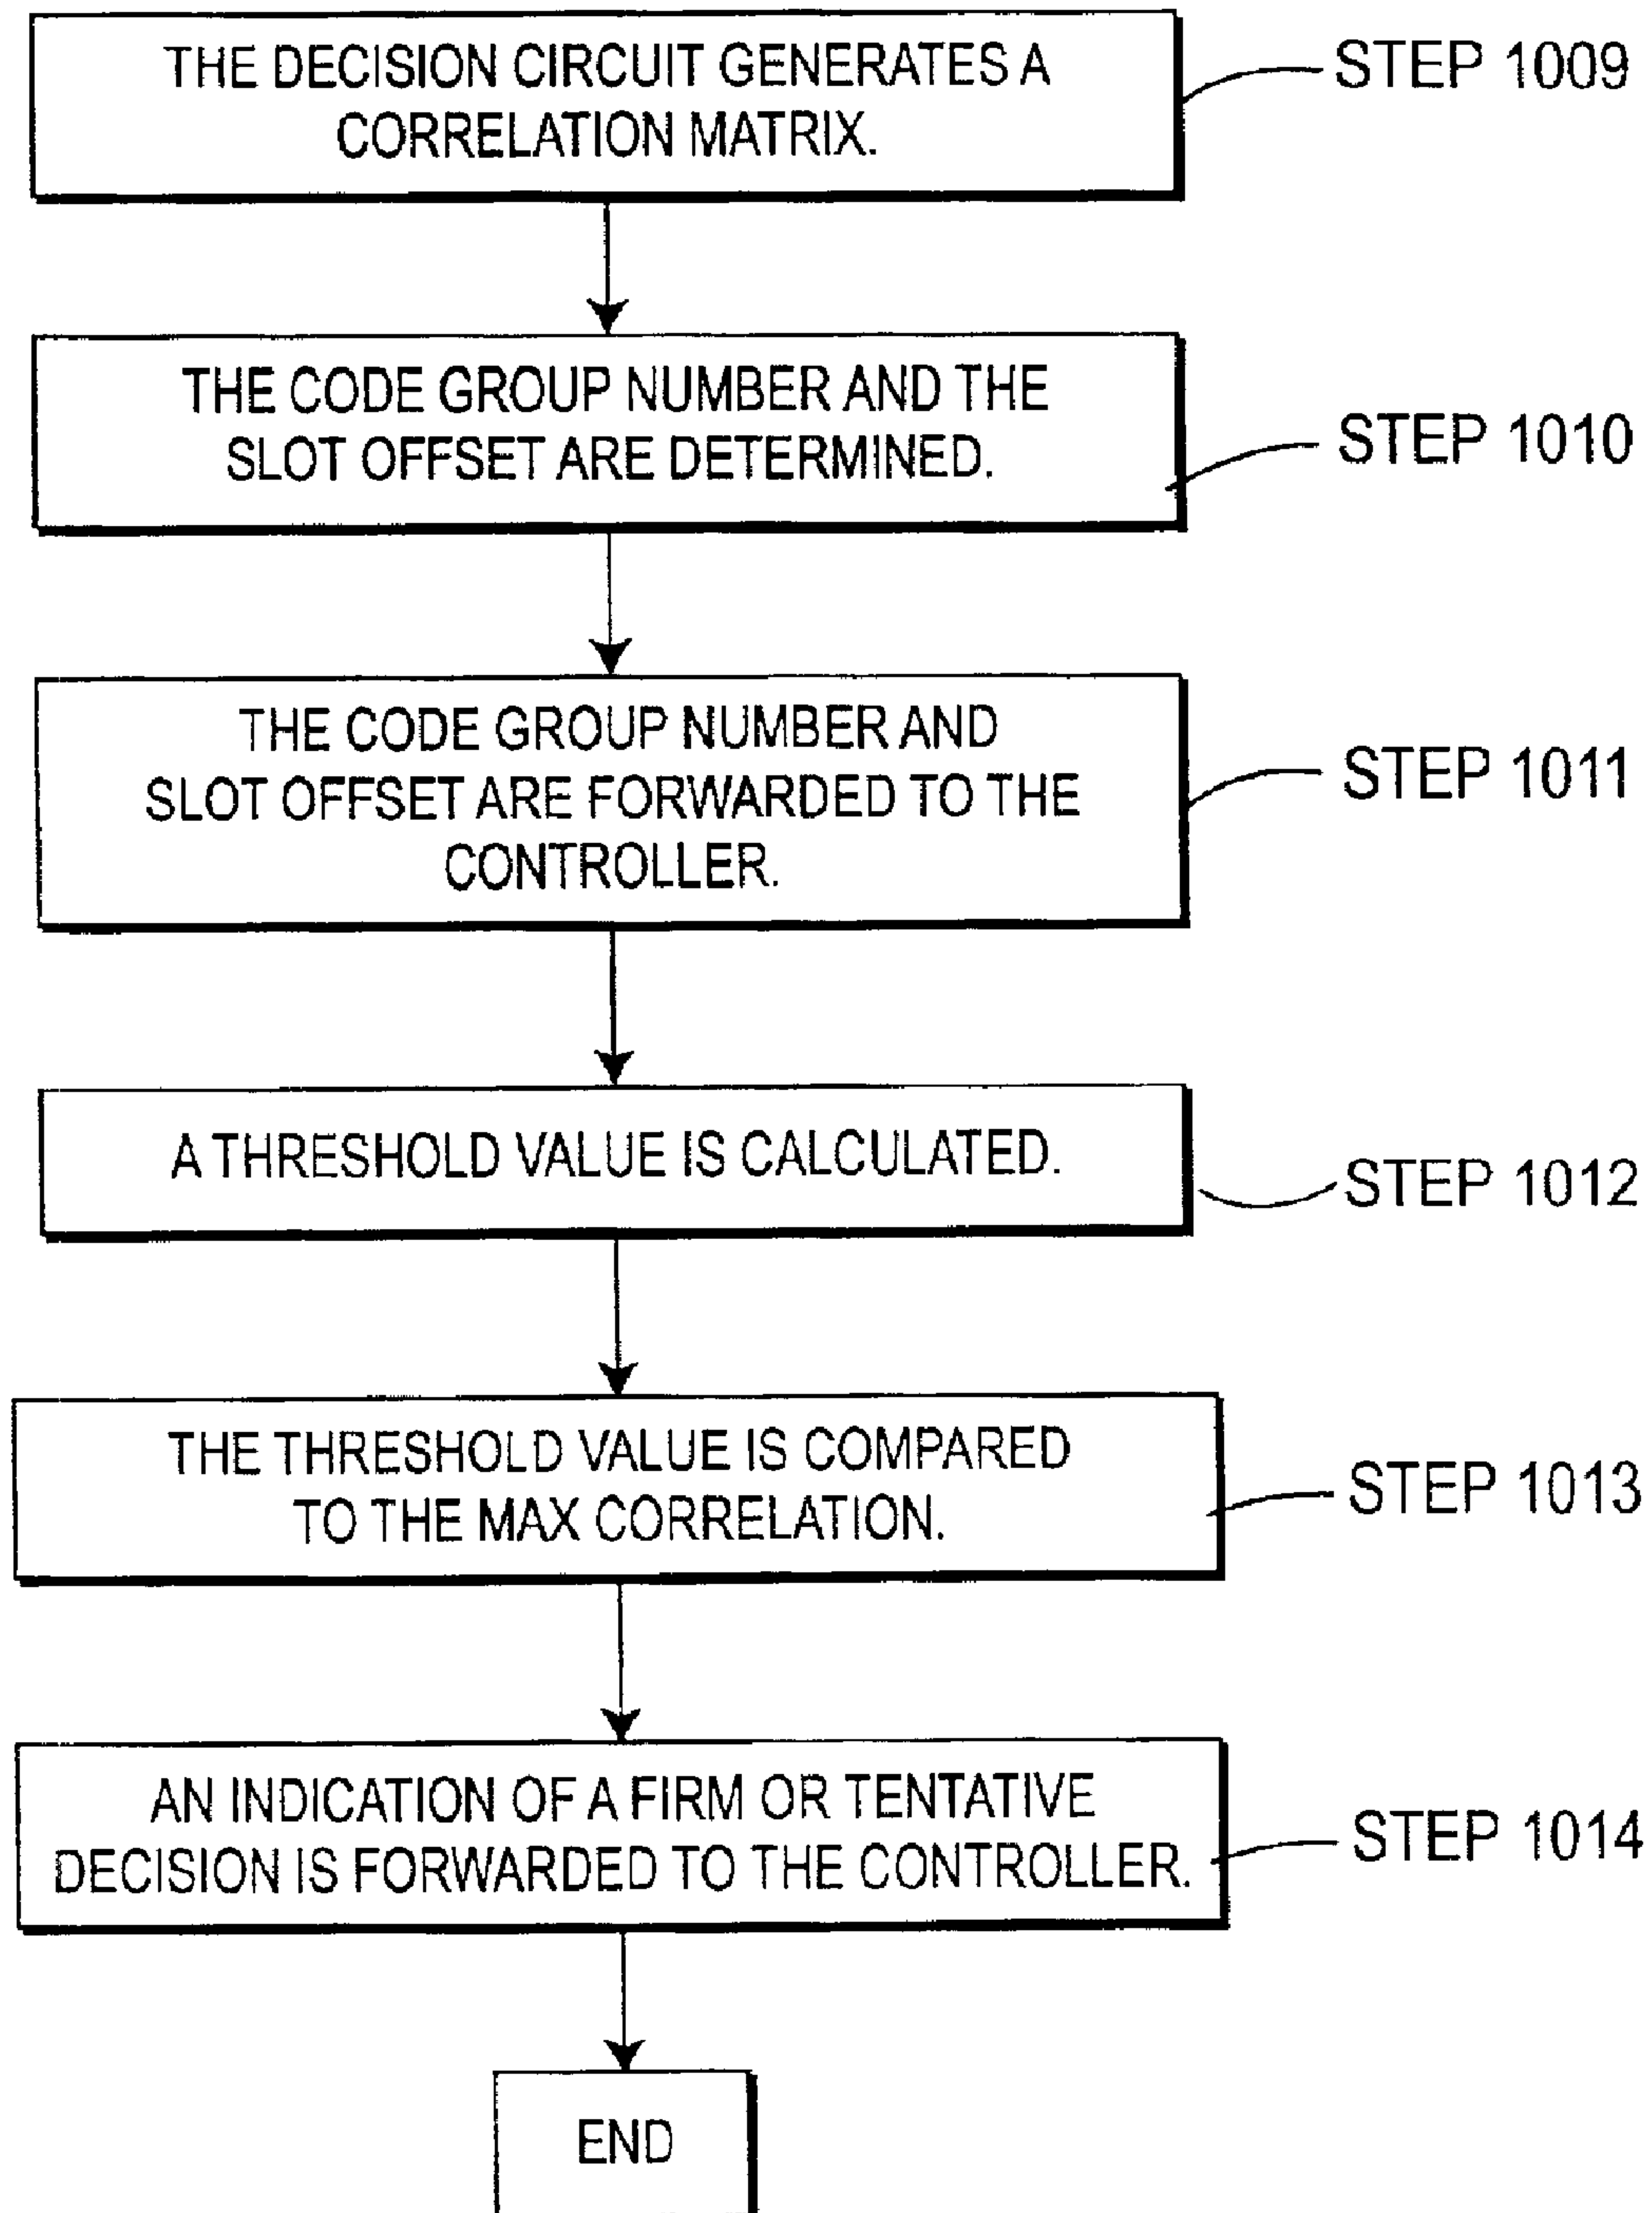 THE DECISION CIRCUIT GENERATES A
CORRELATION MATRIX.
STEP 1009
THE CODE GROUP NUMBER AND THE
SLOT OFFSET ARE DETERMINED.
STEP 1010
THE CODE GROUP NUMBER AND
SLOT OFFSET ARE FORWARDED TO THE
CONTROLLER.
STEP 1011
A THRESHOLD VALUE IS CALCULATED.
STEP 1012
THE THRESHOLD VALUE IS COMPARED
TO THE MAX CORRELATION.
STEP 1013
AN INDICATION OF A FIRM OR TENTATIVE
DECISION IS FORWARDED TO THE CONTROLLER.
STEP 1014
END